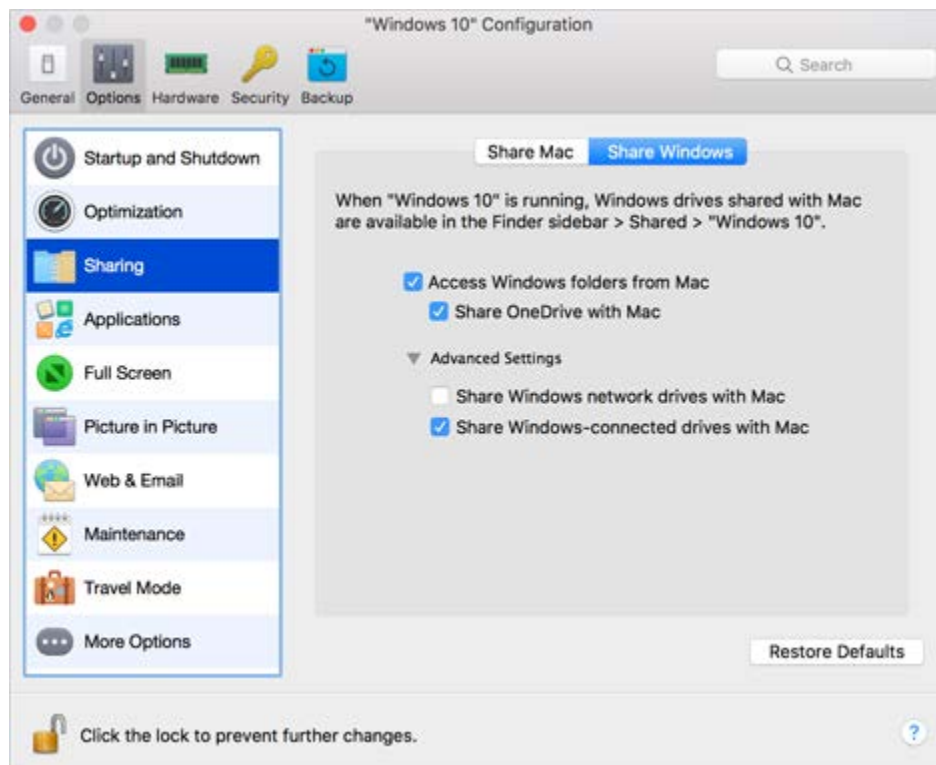 "Windows 10" Configuration
General Options Hardware Security Backup
Search
Startup and Shutdown
Optimization
Sharing
Applications
Full Screen
Picture in Picture
Web & Email
Maintenance
Travel Mode
More Options
Share Mac Share Windows
When "Windows 10" is running, Windows drives shared with Mac
are available in the Finder sidebar > Shared > "Windows 10".
Access Windows folders from Mac
Share OneDrive with Mac
Advanced Settings
Share Windows network drives with Mac
Share Windows-connected drives with Mac
Restore Defaults
Click the lock to prevent further changes.
?